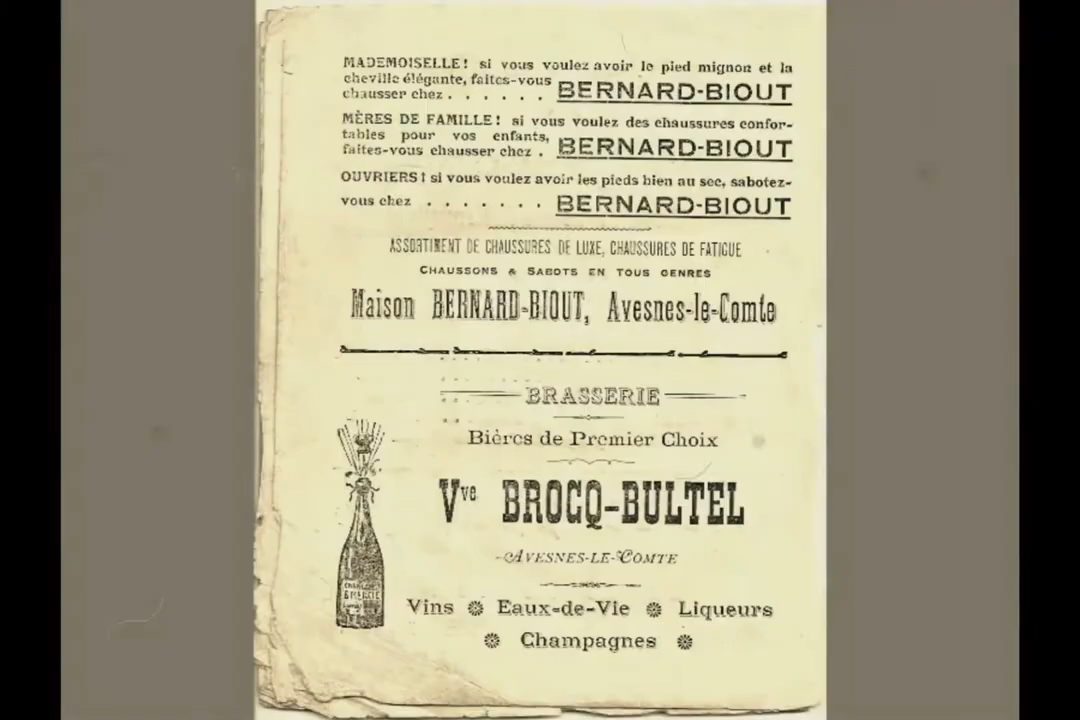 MADEMOISELLE! si vous voulez avoir le pied mignon et la
cheville élégante, faites-vous
chausser chez . . . . . . BERNARD-BIOUT
MÈRES DE FAMILLE! si vous voulez des chaussures confor-
tables pour vos enfants,
faites-vous chausser chez . BERNARD-BIOUT
OUVRIERS! si vous voulez avoir les pieds bien au sec, sabotez-
vous chez . . . . . . . BERNARD-BIOUT
ASSORTIMENT DE CHAUSSURES DE LUXE, CHAUSSURES DE FATIGUE
CHAUSSONS & SABOTS EN TOUS GENRES
Maison BERNARD-BIOUT, Avesnes-le-Comte
BRASSERIE
Bières de Premier Choix
Vve BROCQ-BULTEL
AVESNES-LE-COMTE
Vins Eaux-de-Vie Liqueurs
Champagnes